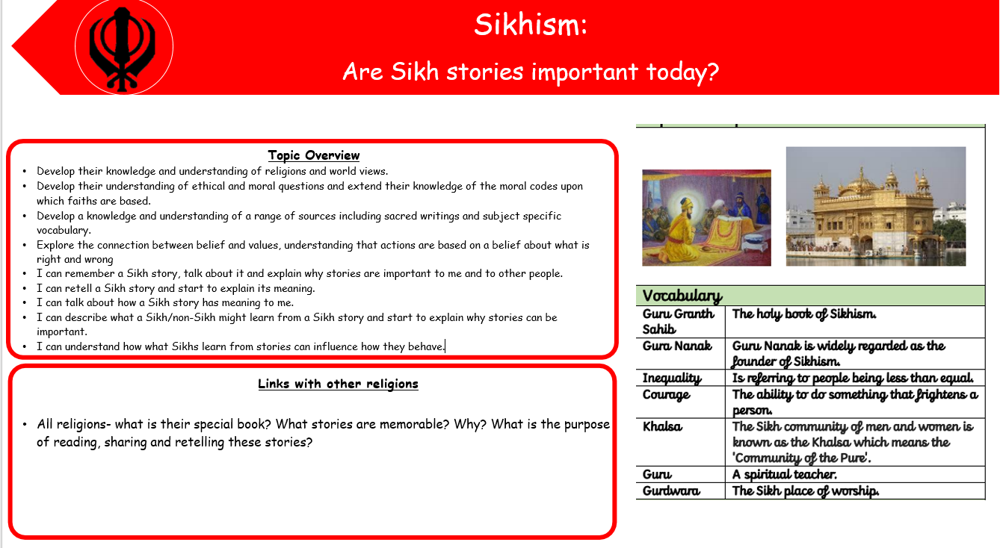 Sikhism:
Are Sikh stories important today?
Topic Overview
• Develop their knowledge and understanding of religions and world views.
• Develop their understanding of ethical and moral questions and extend their knowledge of the moral codes upon
which faiths are based.
• Develop a knowledge and understanding of a range of sources including sacred writings and subject specific
vocabulary.
• Explore the connection between belief and values, understanding that actions are based on a belief about what is
right and wrong
• I can remember a Sikh story, talk about it and explain why stories are important to me and to other people.
• I can retell a Sikh story and start to explain its meaning.
• I can talk about how a Sikh story has meaning to me.
• I can describe what a Sikh/non-Sikh might learn from a Sikh story and start to explain why stories can be
important.
• I can understand how what Sikhs learn from stories can influence how they behave.
Links with other religions
• All religions- what is their special book? What stories are memorable? Why? What is the purpose
of reading, sharing and retelling these stories?
Vocabulary
Guru Granth The holy book of Sikhism.
Sahib
Guru Nanak Guru Nanak is widely regarded as the
founder of Sikhism.
Inequality Is referring to people being less than equal.
Courage The ability to do something that frightens a
person.
Khalsa The Sikh community of men and women is
known as the Khalsa which means the
'Community of the Pure'.
Guru A spiritual teacher.
Gurdwara The Sikh place of worship.